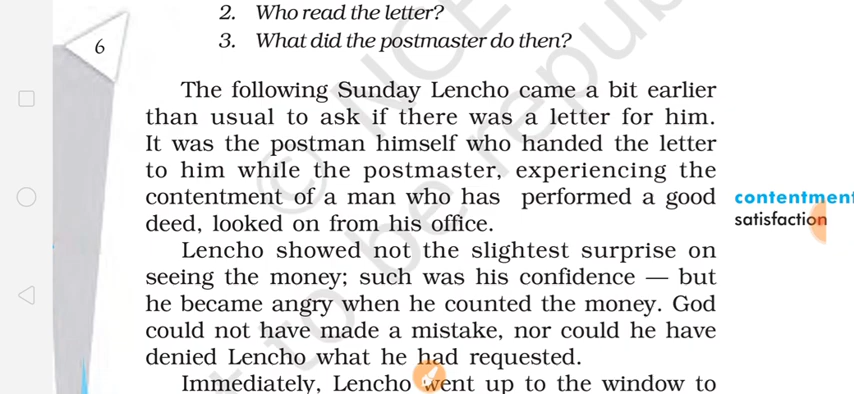 2. Who read the letter?
3. What did the postmaster do then?
6
The following Sunday Lencho came a bit earlier
than usual to ask if there was a letter for him.
It was the postman himself who handed the letter
to him while the postmaster, experiencing the
contentment of a man who has performed a good
deed, looked on from his office.
contentment
satisfaction
Lencho showed not the slightest surprise on
seeing the money; such was his confidence — but
he became angry when he counted the money. God
could not have made a mistake, nor could he have
denied Lencho what he had requested.
Immediately, Lencho went up to the window to